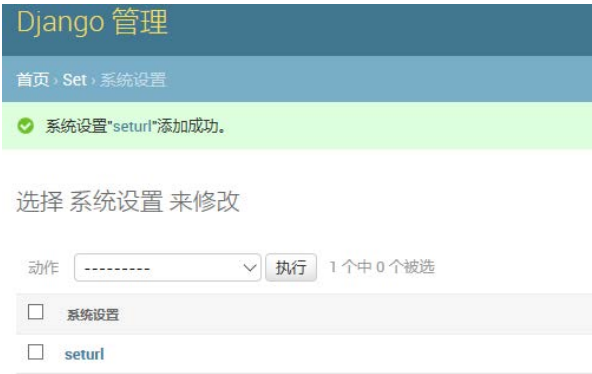 Django 管理
首页 › Set › 系统设置
系统设置"seturl"添加成功。
选择 系统设置 来修改
动作 --------- 执行 1 个中 0 个被选
系统设置
seturl